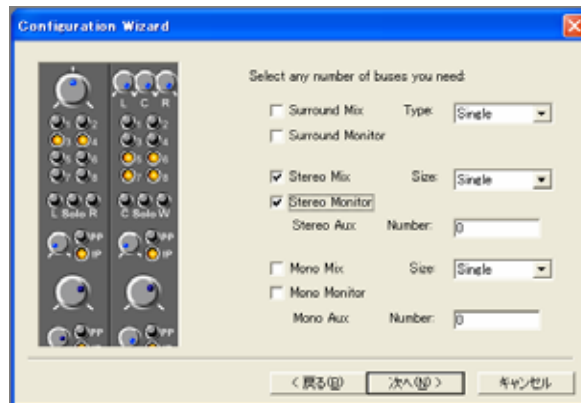 Configuration Wizard
Select any number of buses you need:
Surround Mix Type: Single
Surround Monitor
Stereo Mix Size: Single
Stereo Monitor
Stereo Aux Number: 0
Mono Mix Size: Single
Mono Monitor
Mono Aux Number: 0
L C R
L Solo R C Solo W
PP PP
IP IP
PP PP
< 戻る(B) 次へ(N) > キャンセル